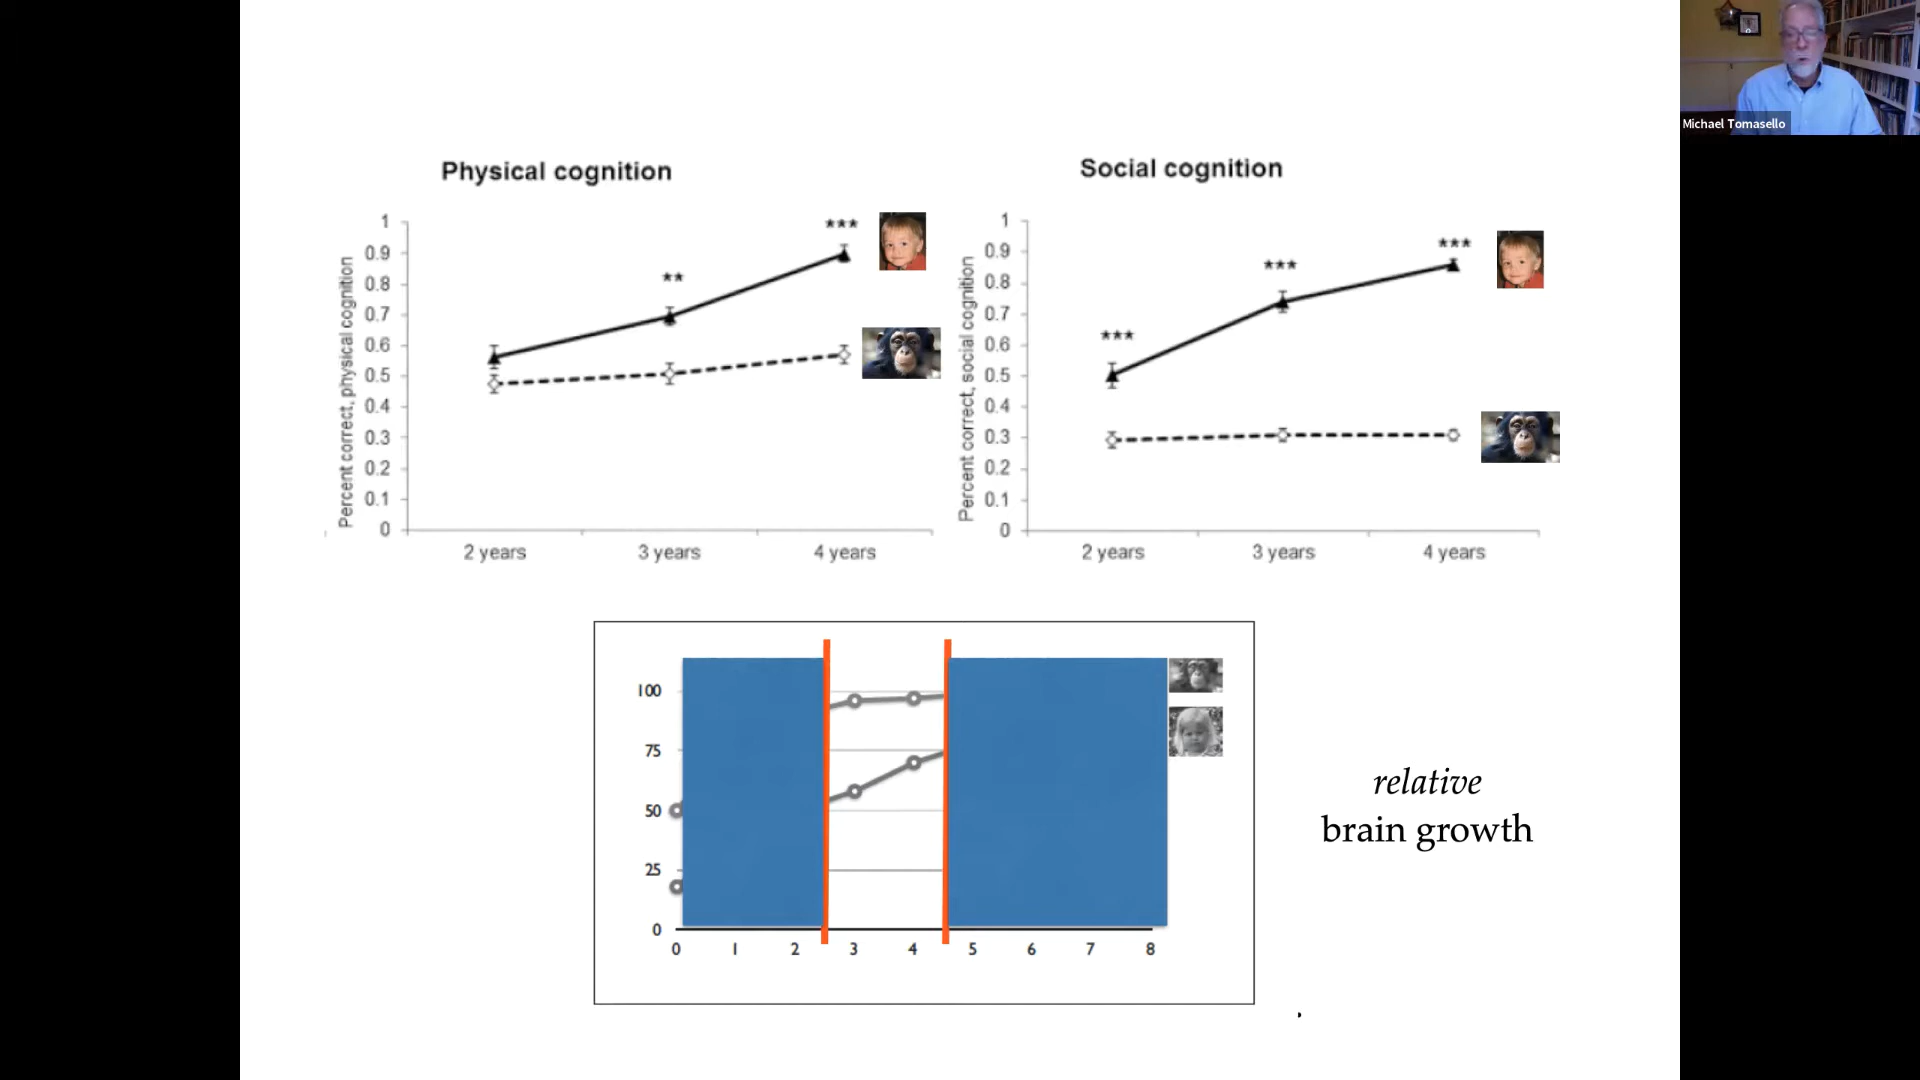 Michael Tomasello
Physical cognition
Percent correct, physical cognition
1
0.9
0.8
0.7
0.6
0.5
0.4
0.3
0.2
0.1
0
**
***
2 years
3 years
4 years
Social cognition
Percent correct, social cognition
1
0.9
0.8
0.7
0.6
0.5
0.4
0.3
0.2
0.1
0
***
***
***
2 years
3 years
4 years
100
75
50
25
0
0 1 2 3 4 5 6 7 8
relative
brain growth